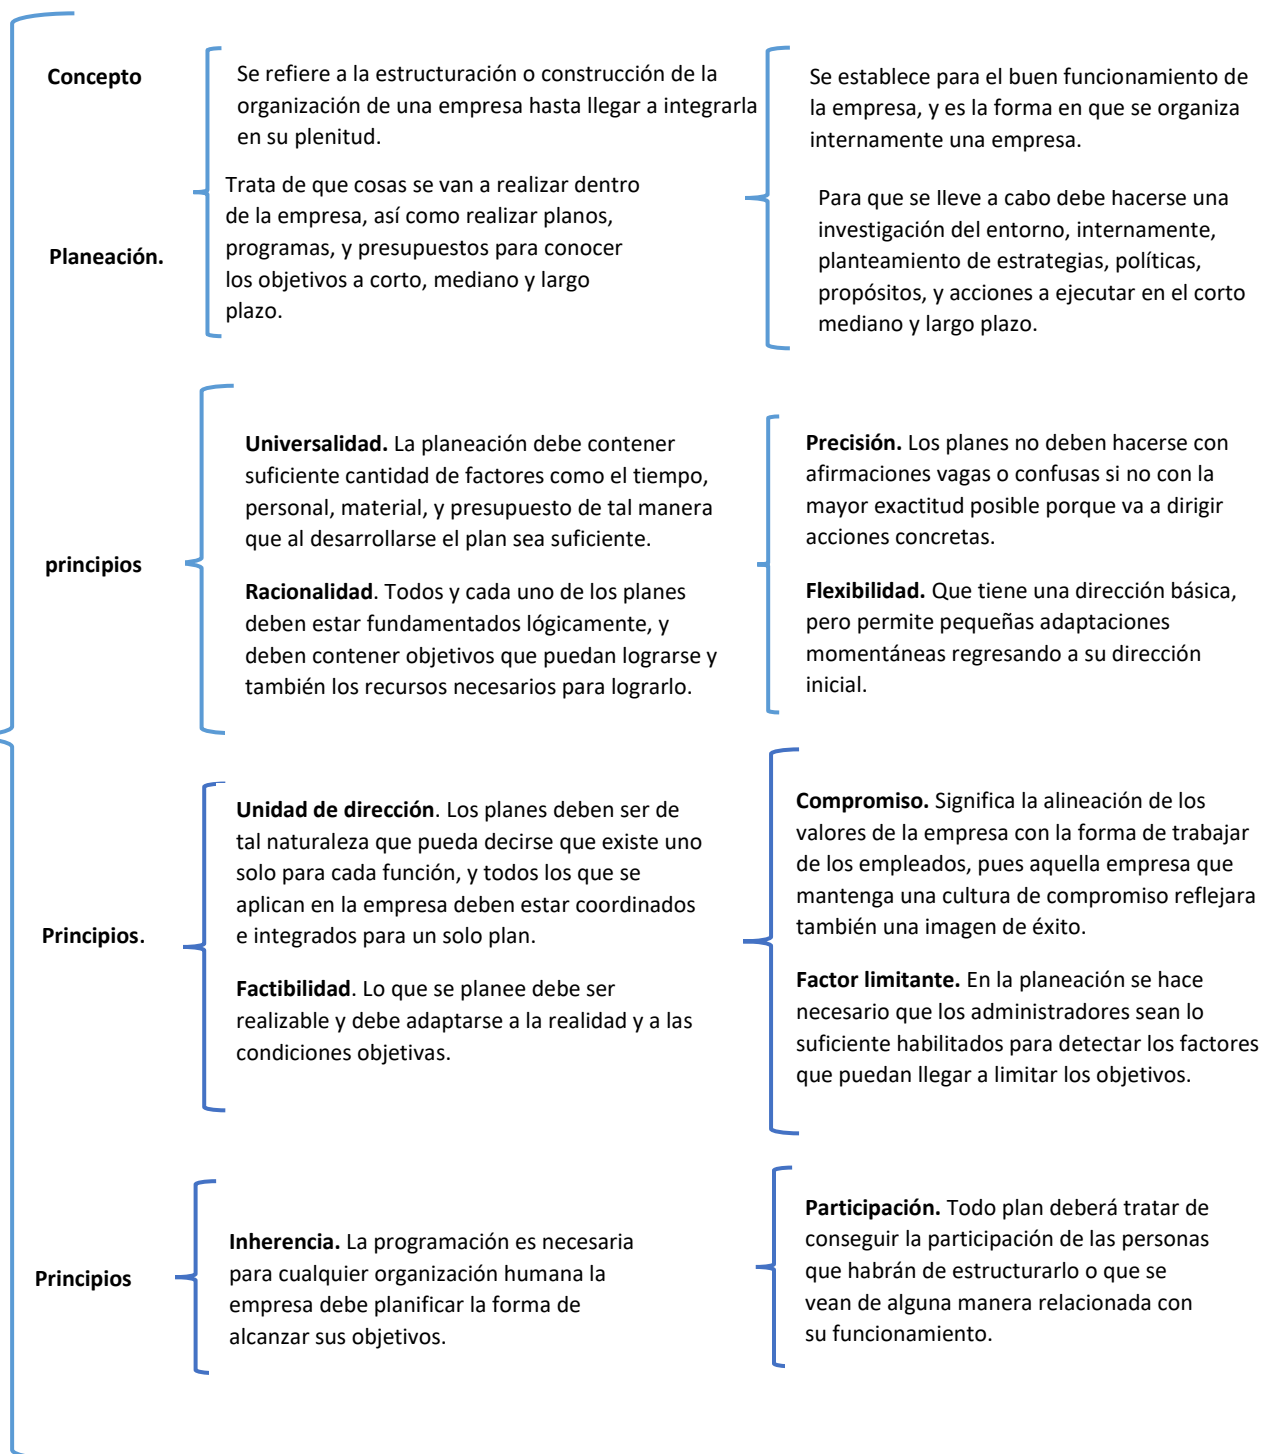 Concepto
Se refiere a la estructuración o construcción de la
organización de una empresa hasta llegar a integrarla
en su plenitud.
Se establece para el buen funcionamiento de
la empresa, y es la forma en que se organiza
internamente una empresa.
Planeación.
Trata de que cosas se van a realizar dentro
de la empresa, así como realizar planos,
programas, y presupuestos para conocer
los objetivos a corto, mediano y largo
plazo.
Para que se lleve a cabo debe hacerse una
investigación del entorno, internamente,
planteamiento de estrategias, políticas,
propósitos, y acciones a ejecutar en el corto
mediano y largo plazo.
principios
Universalidad. La planeación debe contener
suficiente cantidad de factores como el tiempo,
personal, material, y presupuesto de tal manera
que al desarrollarse el plan sea suficiente.
Racionalidad. Todos y cada uno de los planes
deben estar fundamentados lógicamente, y
deben contener objetivos que puedan lograrse y
también los recursos necesarios para lograrlo.
Precisión. Los planes no deben hacerse con
afirmaciones vagas o confusas si no con la
mayor exactitud posible porque va a dirigir
acciones concretas.
Flexibilidad. Que tiene una dirección básica,
pero permite pequeñas adaptaciones
momentáneas regresando a su dirección
inicial.
Principios.
Unidad de dirección. Los planes deben ser de
tal naturaleza que pueda decirse que existe uno
solo para cada función, y todos los que se
aplican en la empresa deben estar coordinados
e integrados para un solo plan.
Factibilidad. Lo que se planee debe ser
realizable y debe adaptarse a la realidad y a las
condiciones objetivas.
Compromiso. Significa la alineación de los
valores de la empresa con la forma de trabajar
de los empleados, pues aquella empresa que
mantenga una cultura de compromiso reflejara
también una imagen de éxito.
Factor limitante. En la planeación se hace
necesario que los administradores sean lo
suficiente habilitados para detectar los factores
que puedan llegar a limitar los objetivos.
Principios
Inherencia. La programación es necesaria
para cualquier organización humana la
empresa debe planificar la forma de
alcanzar sus objetivos.
Participación. Todo plan deberá tratar de
conseguir la participación de las personas
que habrán de estructurarlo o que se
vean de alguna manera relacionada con
su funcionamiento.